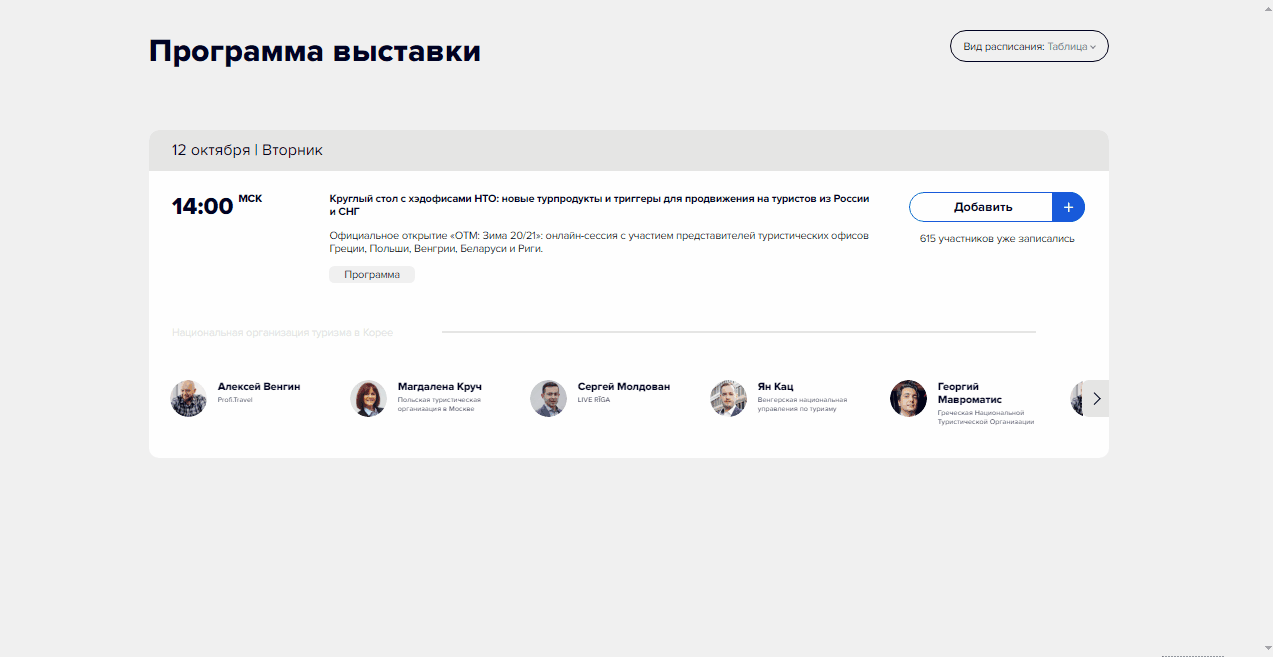 Программа выставки
Вид расписания: Таблица
12 октября | Вторник
14:00 МСК
Круглый стол с хэдофисами НТО: новые турпродукты и триггеры для продвижения на туристов из России
и СНГ
Официальное открытие «ОТМ: Зима 20/21»: онлайн-сессия с участием представителей туристических офисов
Греции, Польши, Венгрии, Беларуси и Риги.
Программа
Добавить +
615 участников уже записались
Национальная организация туризма в Корее
Алексей Венгин
Profi.Travel
Магдалена Круч
Польская туристическая
организация в Москве
Сергей Молдован
LIVE RĪGA
Ян Кац
Венгерская национальная
управления по туризму
Георгий
Мавроматис
Греческая Национальной
Туристической Организации